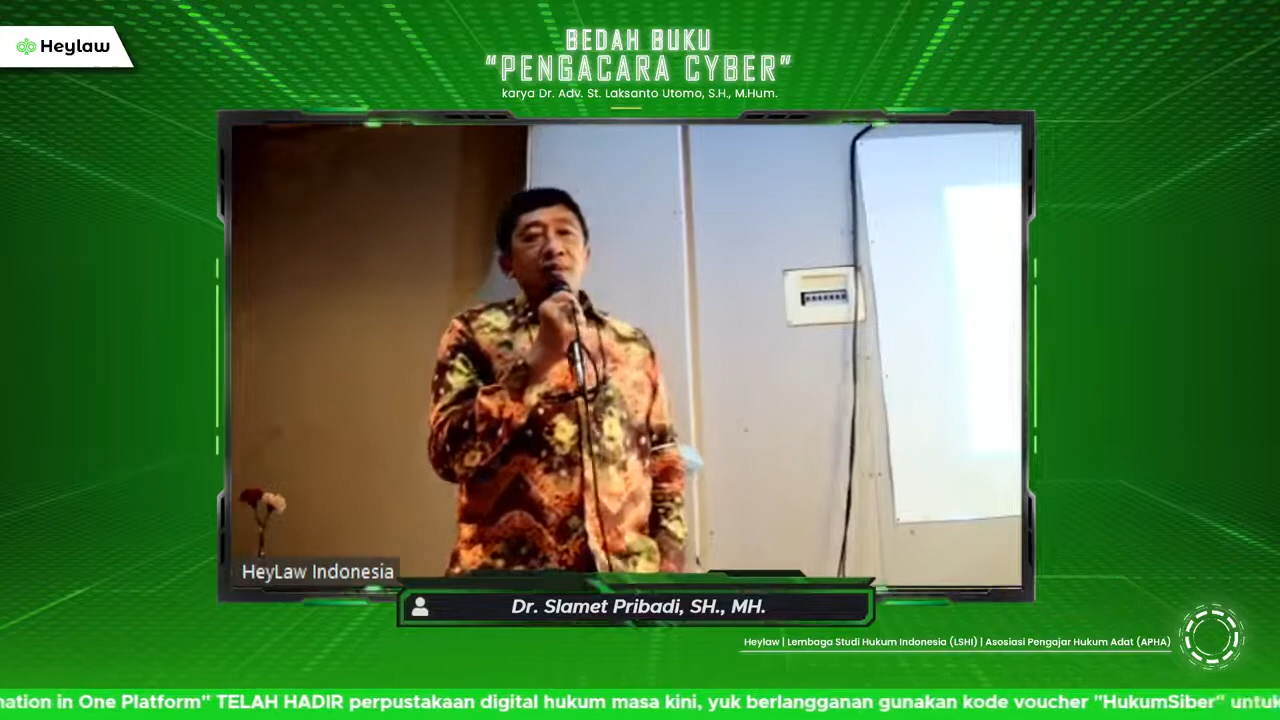 Heylaw
BEDAH BUKU
"PENGACARA CYBER"
karya Dr. Adv. St. Laksanto Utomo, S.H., M.Hum.
HeyLaw Indonesia
Dr. Slamet Pribadi, SH., MH.
Heylaw | Lembaga Studi Hukum Indonesia (LSHI) | Asosiasi Pengajar Hukum Adat (APHA)
nation in One Platform" TELAH HADIR perpustakaan digital hukum masa kini, yuk berlangganan gunakan kode voucher "HukumSiber" untuk